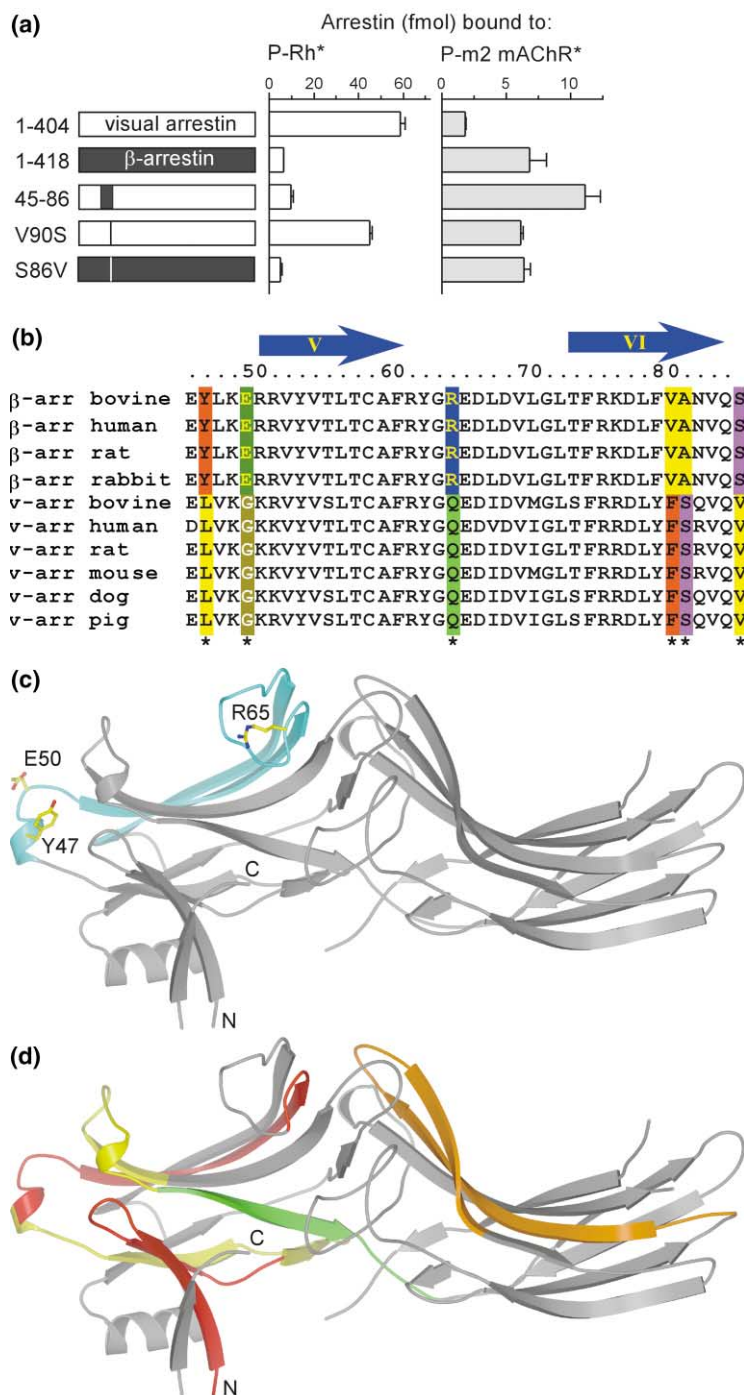 (a)
Arrestin (fmol) bound to:
P-Rh* P-m2 mAChR*
0 20 40 60 0 5 10
1-404 visual arrestin
1-418 β-arrestin
45-86
V90S
S86V
(b)
V VI
50 60 70 80
β-arr bovine EYLKERRVYVTLTCAFRYGREDLDVLGLTFRKDLFVANVQS
β-arr human EYLKERRVYVTLTCAFRYGREDLDVLGLTFRKDLFVANVQS
β-arr rat EYLKERRVYVTLTCAFRYGREDLDVLGLTFRKDLFVANVQS
β-arr rabbit EYLKERRVYVTLTCAFRYGREDLDVLGLTFRKDLFVANVQS
v-arr bovine ELVKGKKVYVSLTCAFRYGQEDIDVMGLSFRRDLYFSQVQV
v-arr human DLVKGKKVYVTLTCAFRYGQEDIDVIGLTFRRDLYFSRVQV
v-arr rat ELVKGKKVYVTLTCAFRYGQEDIDVIGLTFRRDLYFSRVQV
v-arr mouse ELVKGKKVYVTLTCAFRYGQEDIDVMGLTFRRDLYFSRVQV
v-arr dog ELVKGKRVYVTLTCAFRYGQEDIDVIGLSFRRDLYFSQVQV
v-arr pig ELVKGKRVYVSLTCAFRYGQEDIDVIGLSFRRDLYFSQVQV
* * * * * *
(c)
R65
E50
Y47
C
N
(d)
C
N